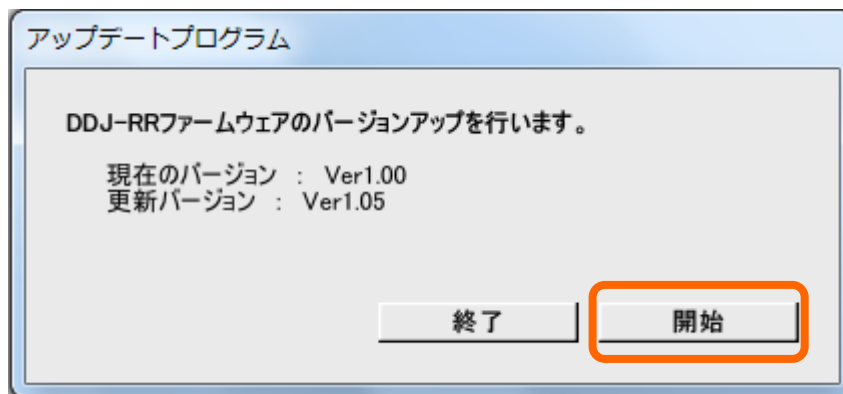 アップデートプログラム
DDJ-RRファームウェアのバージョンアップを行います。
現在のバージョン : Ver1.00
更新バージョン : Ver1.05
終了 開始